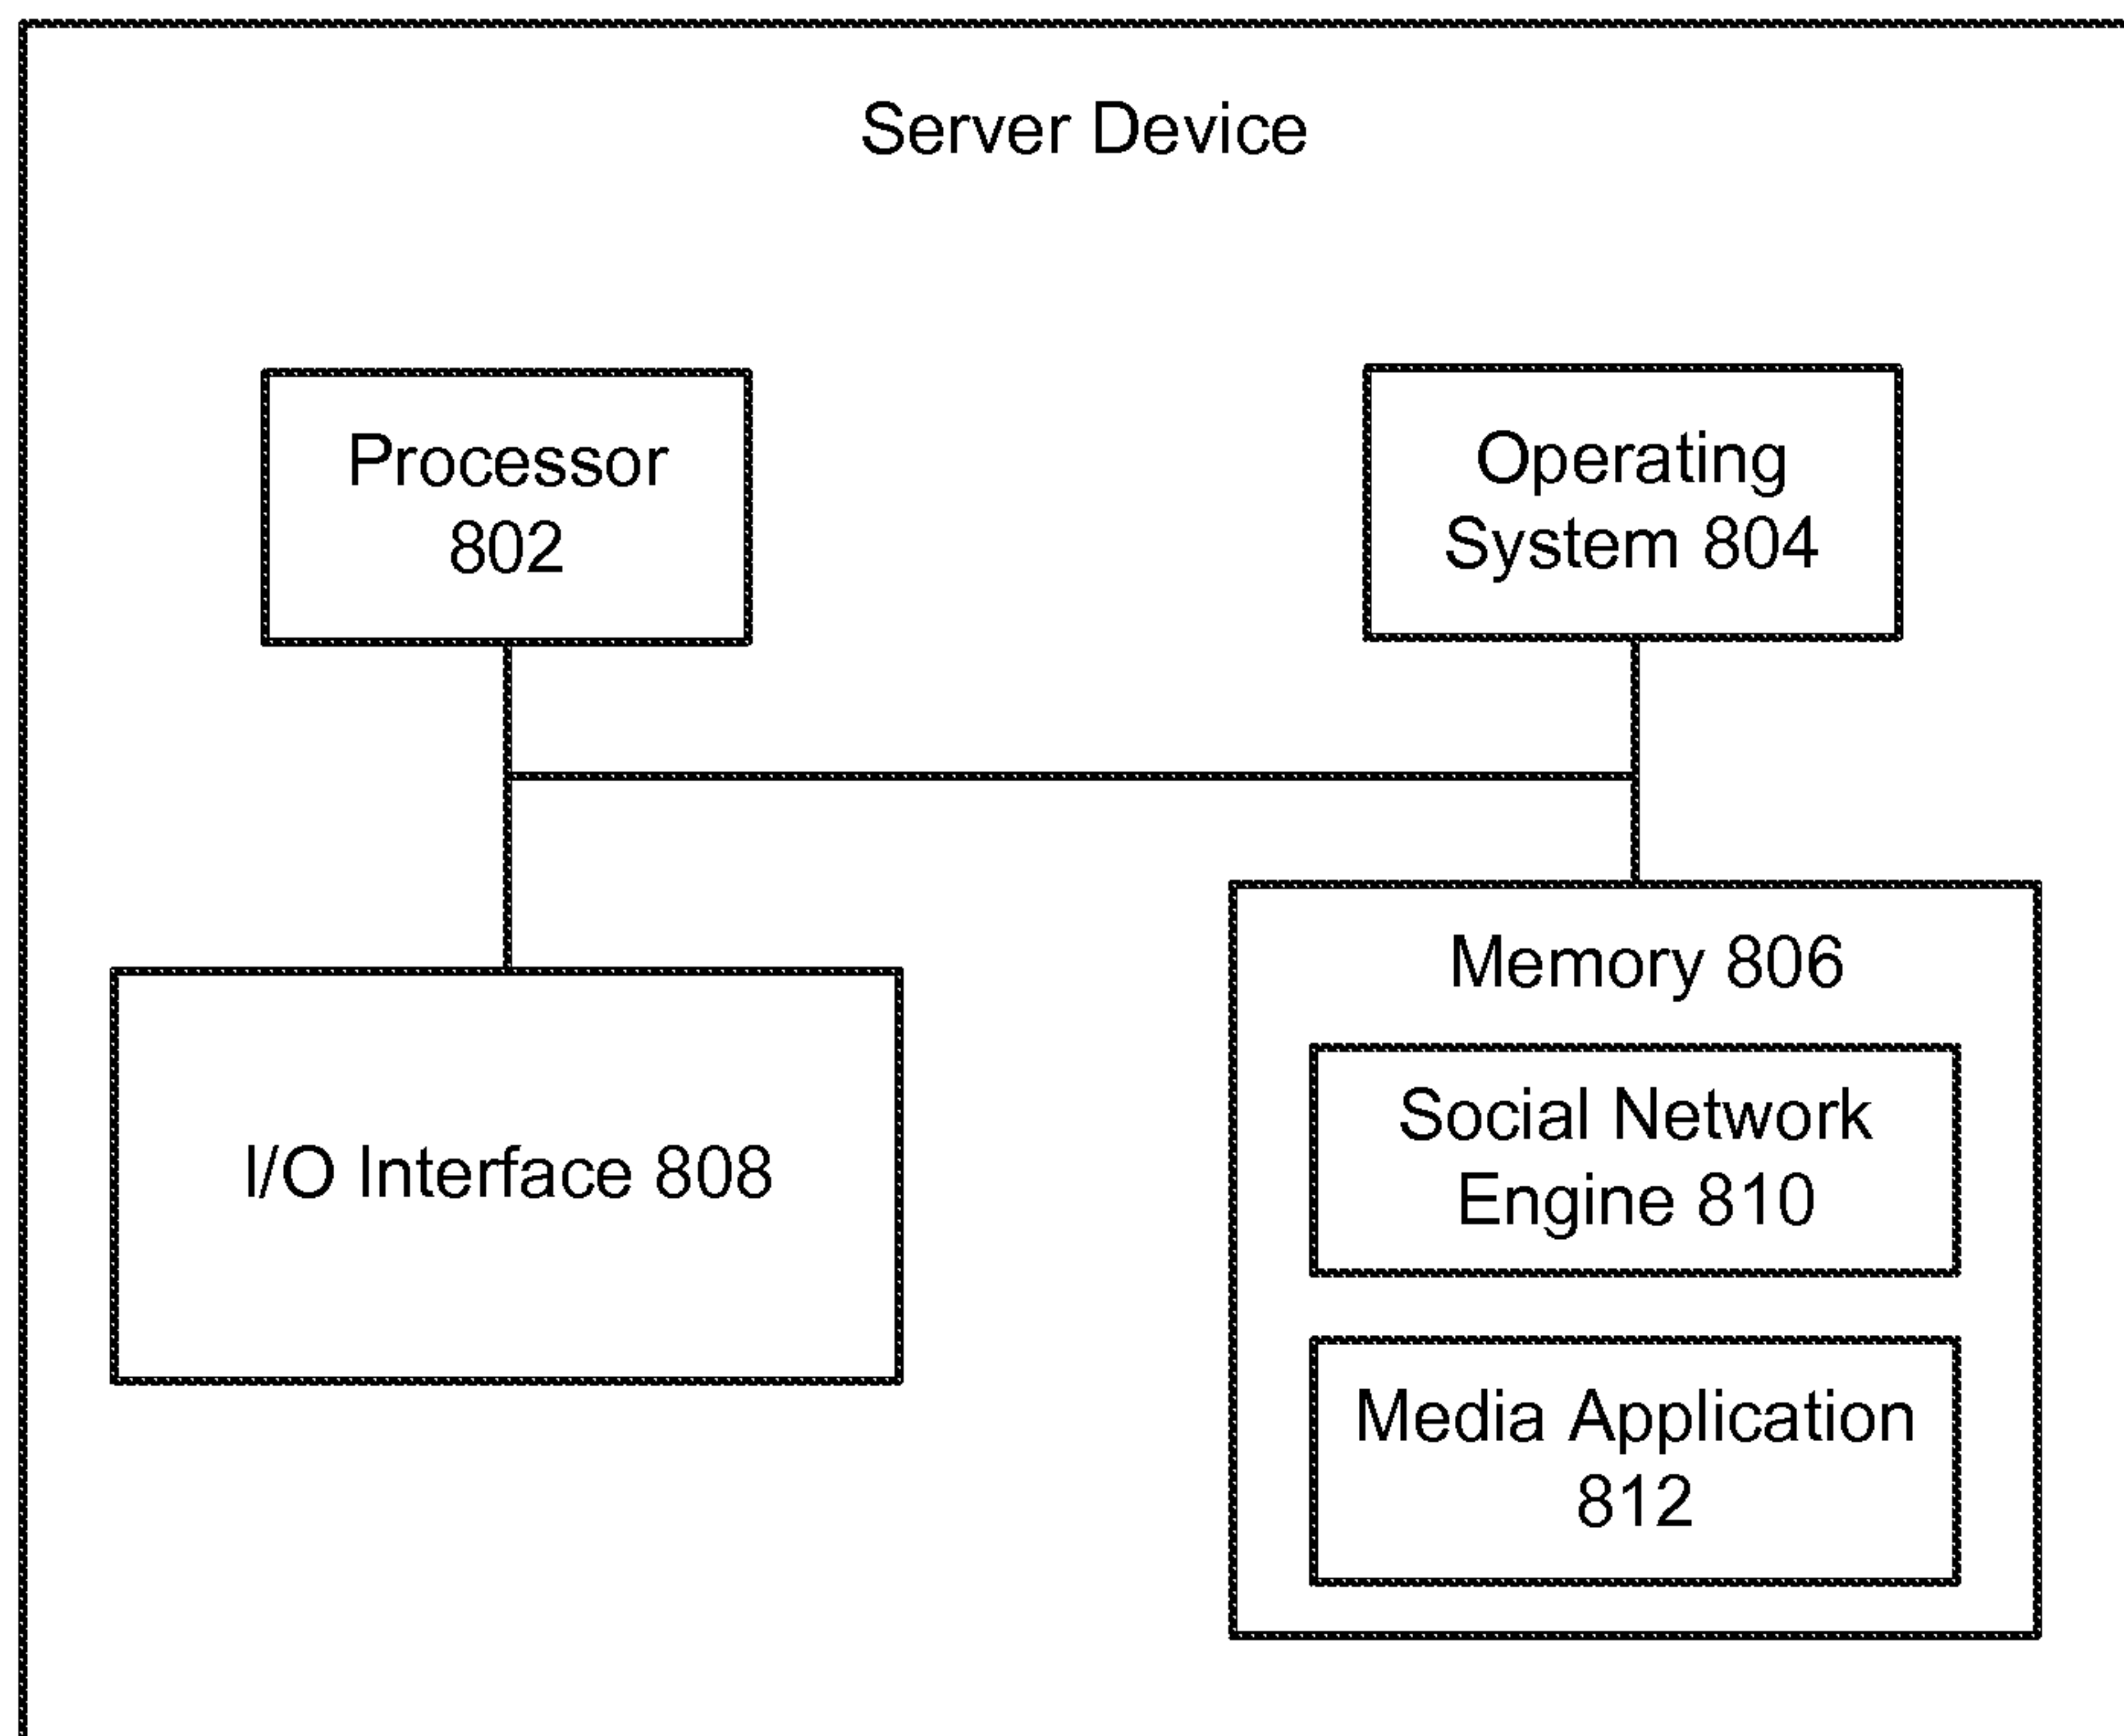 Server Device
Processor
802
Operating
System 804
I/O Interface 808
Memory 806
Social Network
Engine 810
Media Application
812